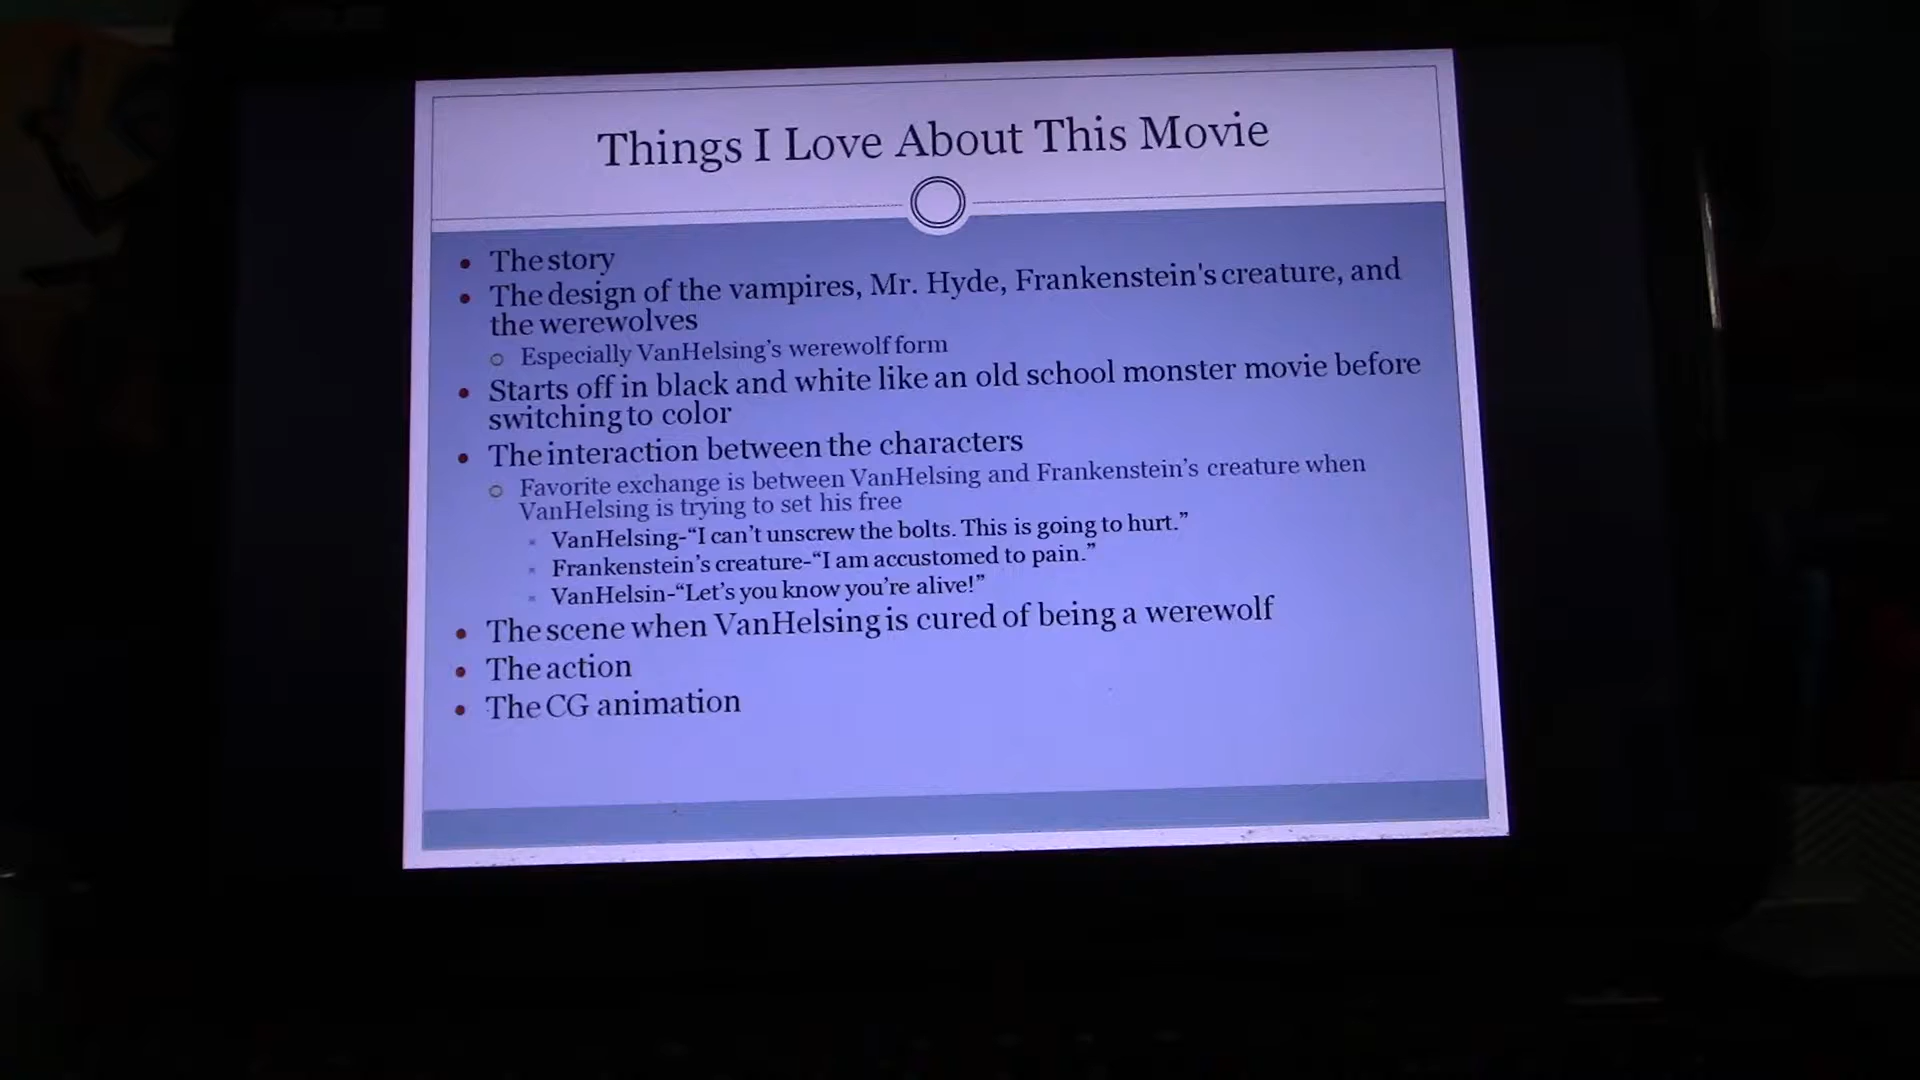 Things I Love About This Movie
• The story
• The design of the vampires, Mr. Hyde, Frankenstein's creature, and
the werewolves
○ Especially VanHelsing’s werewolf form
• Starts off in black and white like an old school monster movie before
switching to color
• The interaction between the characters
○ Favorite exchange is between VanHelsing and Frankenstein’s creature when
VanHelsing is trying to set his free
▪ VanHelsing-“I can’t unscrew the bolts. This is going to hurt.”
▪ Frankenstein’s creature-“I am accustomed to pain.”
▪ VanHelsin-“Let’s you know you’re alive!”
• The scene when VanHelsing is cured of being a werewolf
• The action
• The CG animation